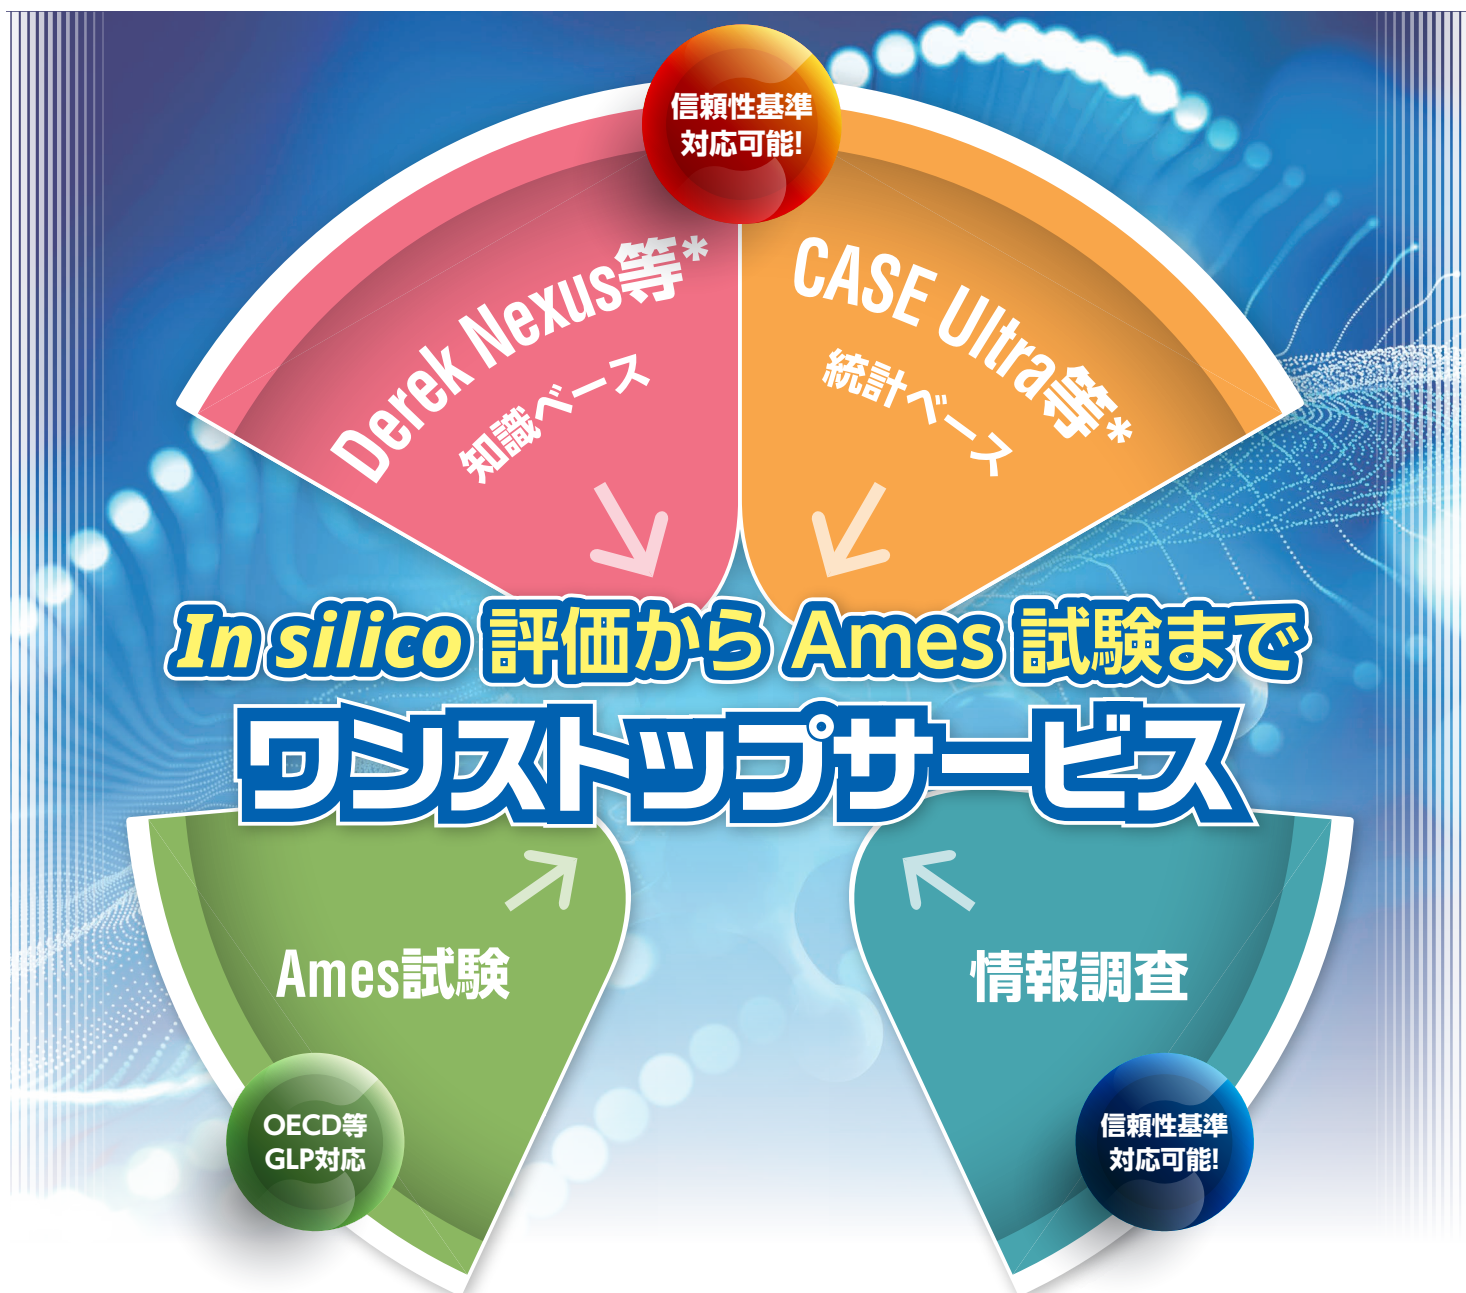 信頼性基準
対応可能!
Derek Nexus等*
知識ベース
CASE Ultra等*
統計ベース
In silico 評価から Ames 試験まで
ワンストップサービス
Ames試験
OECD等
GLP対応
情報調査
信頼性基準
対応可能!